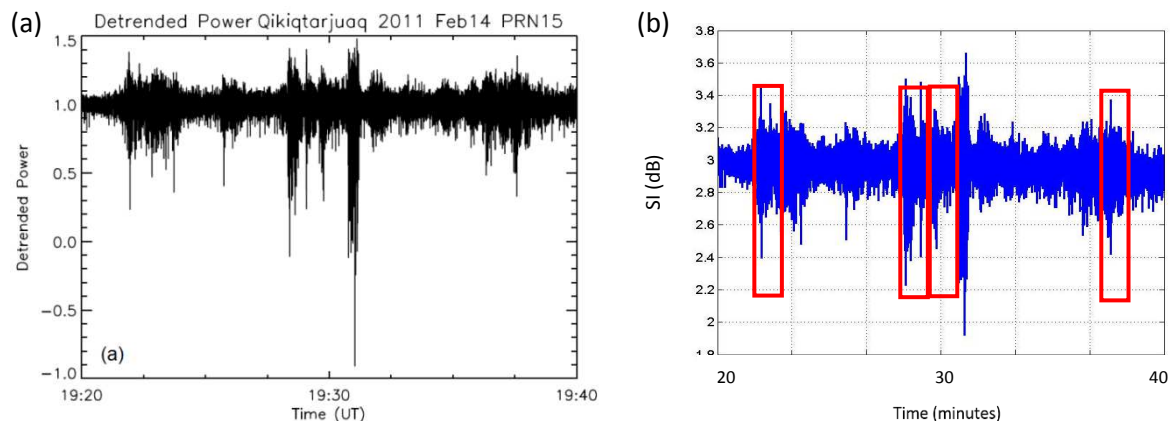 (a)
Detrended Power Qikiqtarjuaq 2011 Feb14 PRN15
1.5
1.0
0.5
0.0
−0.5
−1.0
Detrended Power
(a)
19:20
19:30
19:40
Time (UT)
(b)
3.8
3.6
3.4
3.2
3
2.8
2.6
2.4
2.2
2
1.8
SI (dB)
20
30
40
Time (minutes)